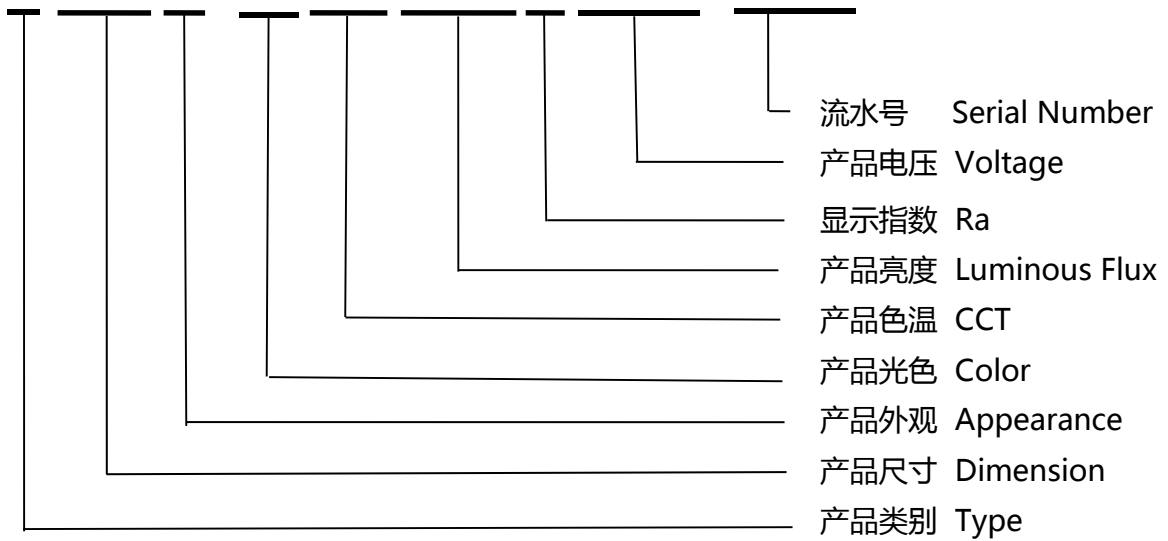 流水号 Serial Number
产品电压 Voltage
显示指数 Ra
产品亮度 Luminous Flux
产品色温 CCT
产品光色 Color
产品外观 Appearance
产品尺寸 Dimension
产品类别 Type